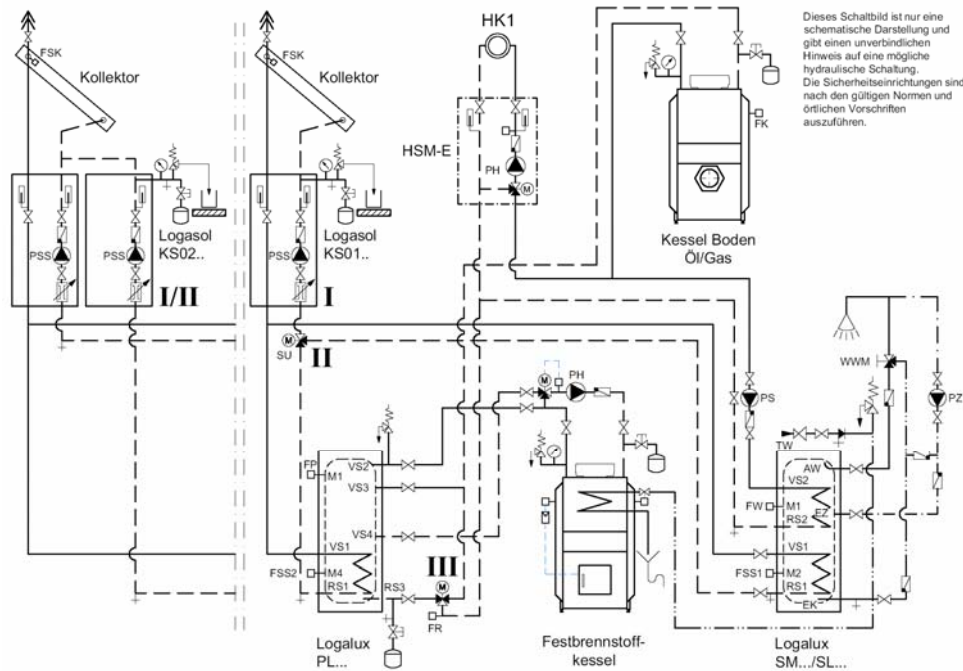 FSK
Kollektor
FSK
Kollektor
HK1
Dieses Schaltbild ist nur eine
schematische Darstellung und
gibt einen unverbindlichen
Hinweis auf eine mögliche
hydraulische Schaltung.
Die Sicherheitseinrichtungen sind
nach den gültigen Normen und
örtlichen Vorschriften
auszuführen.
FK
HSM-E
PH
M
Kessel Boden
Öl/Gas
PSS
PSS
Logasol
KS02..
I/II
PSS
Logasol
KS01..
I
M
SU
II
M
PH
WWM
PS
PZ
TW
FP
M1
VS2
VS3
VS4
VS1
FSS2
M4
RS1
RS3
III
M
FR
AW
VS2
FW
M1
EZ
RS2
VS1
FSS1
M2
RS1
EK
M
Logalux
PL...
Festbrennstoff-
kessel
Logalux
SM.../SL...